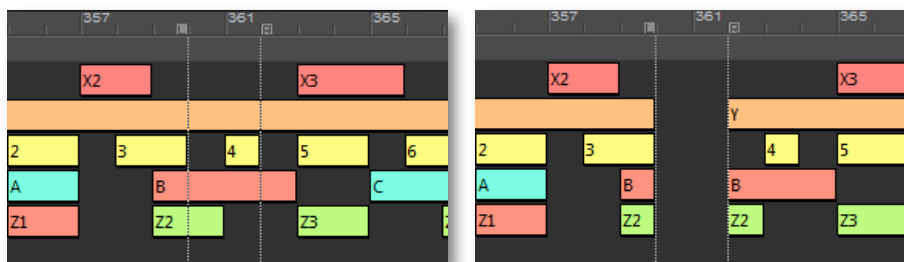 357 361 365
L R
X2 X3
2 3 4 5 6
A B C
Z1 Z2 Z3
357 361 365
L R
X2 X3
Y
2 3 4 5
A B B
Z1 Z2 Z2 Z3